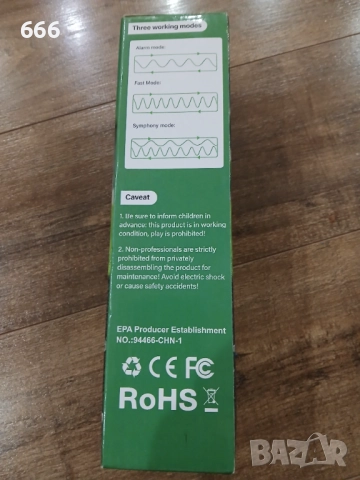 666
Three working modes
Alarm mode:
Fast Mode:
Symphony mode:
Caveat
1. Be sure to inform children in
advance: this product is in working
condition, play is prohibited!
2. Non-professionals are strictly
prohibited from privately
disassembling the product for
maintenance! Avoid electric shock
or cause safety accidents!
EPA Producer Establishment
NO.:94466-CHN-1
CE FC
RoHS
BAZAR